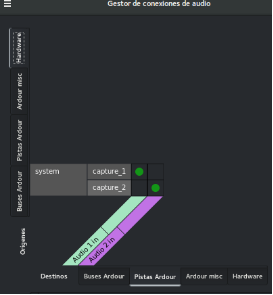 Gestor de conexiones de audio
Hardware
Ardour misc
Pistas Ardour
Buses Ardour
Orígenes
system
capture_1
capture_2
Audio 1 in
Audio 2 in
Destinos
Buses Ardour
Pistas Ardour
Ardour misc
Hardware